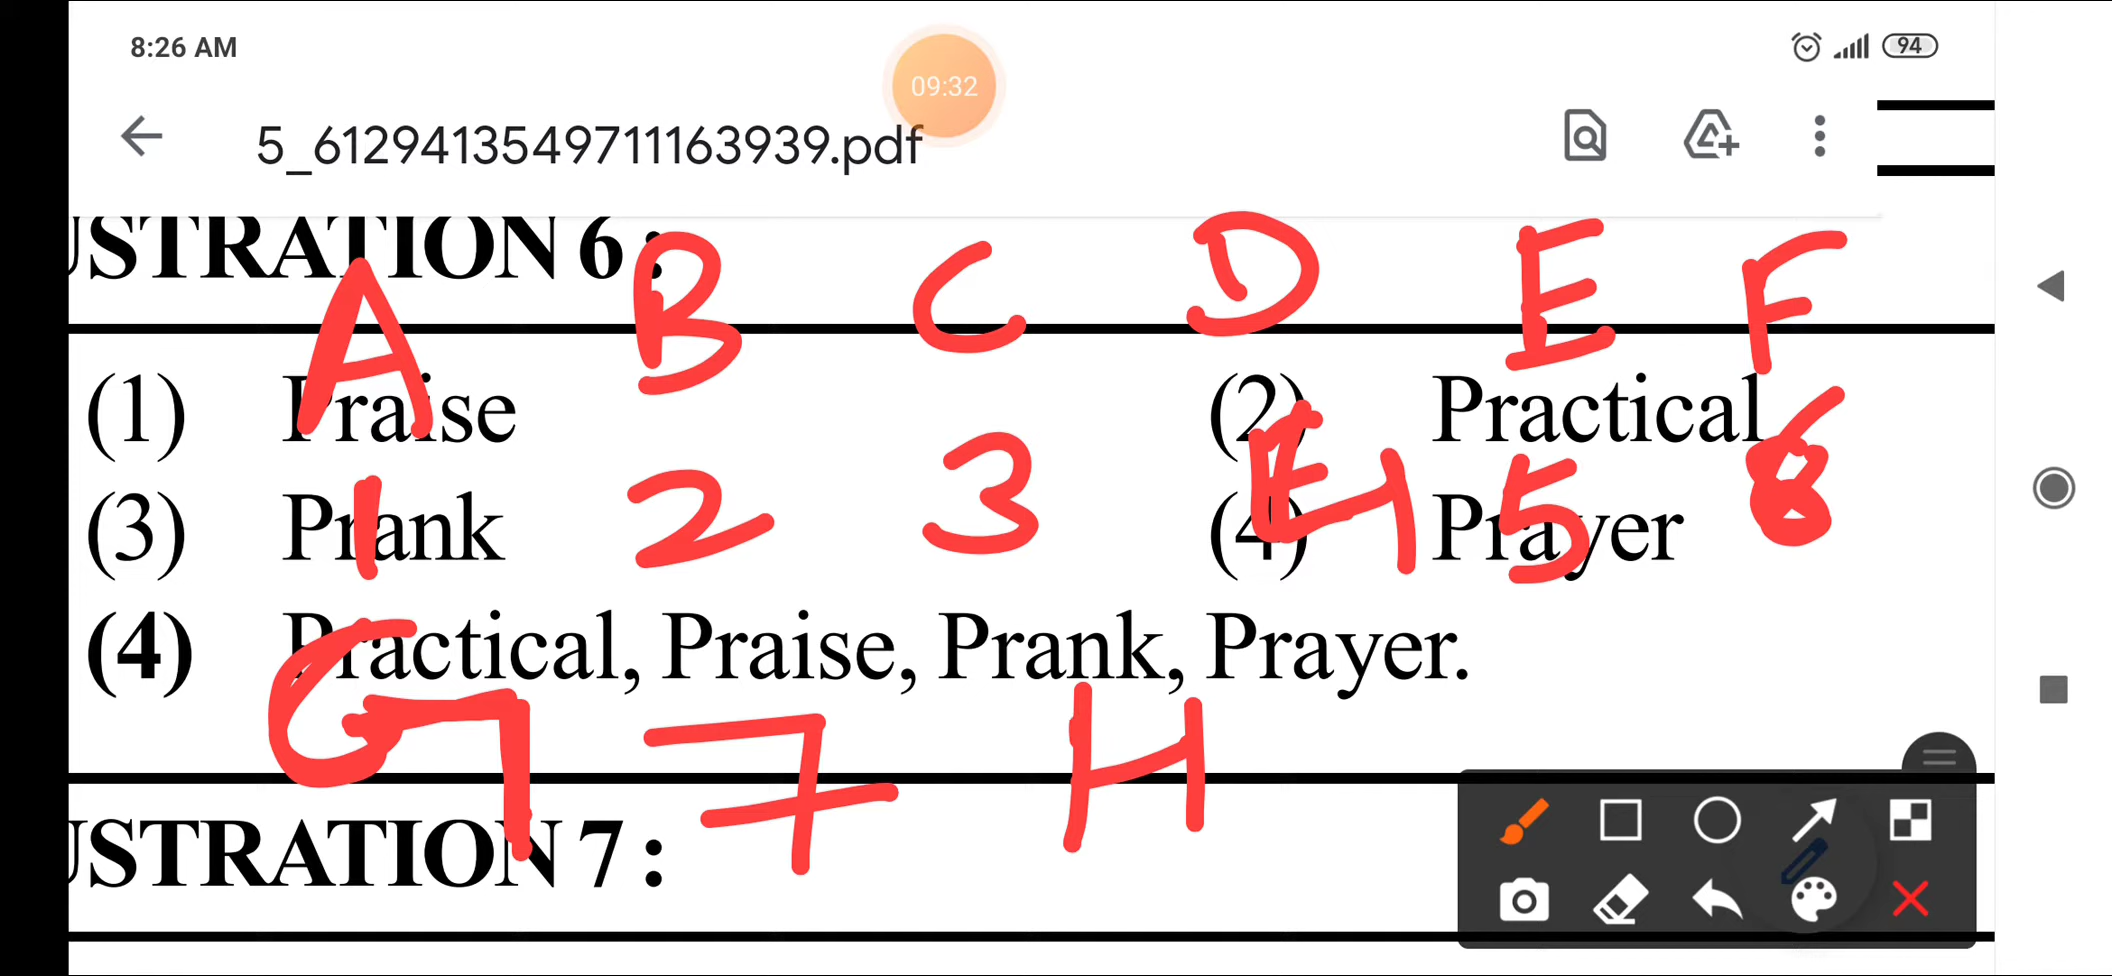 8:26 AM 09:32 94
5_6129413549711163939.pdf
USTRATION 6 :
A B C D E F
(1) Praise (2) Practical
1 2 3 4 5 6
(3) Prank (4) Prayer
(4) Practical, Praise, Prank, Prayer.
G 7 H
USTRATION 7 :